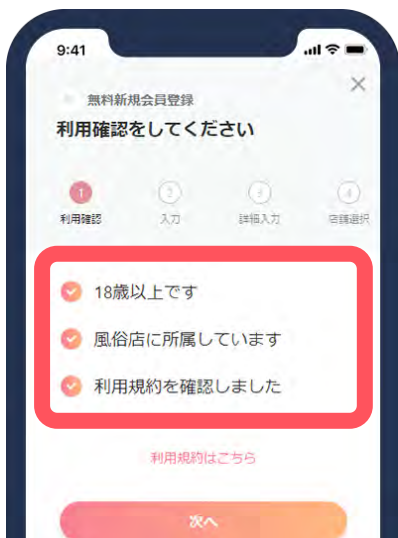 9:41
無料新規会員登録
利用確認をしてください
1 2 3 4
利用確認 入力 詳細入力 店舗選択
18歳以上です
風俗店に所属しています
利用規約を確認しました
利用規約はこちら
次へ